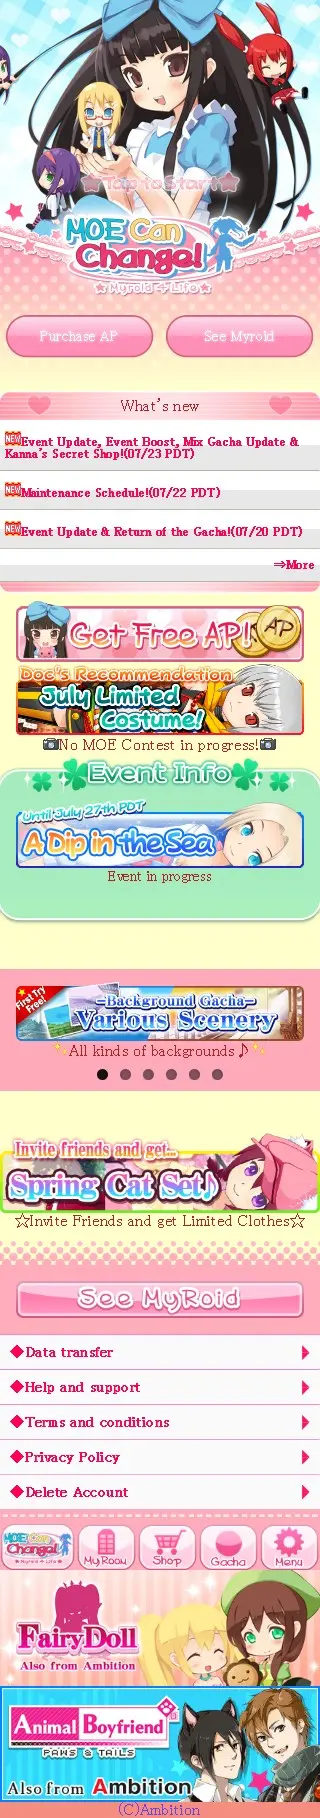 ★Tap to Start★
MOE Can
Change!
★Myroid 4 Life★
Purchase AP
See Myroid
What's new
NEW Event Update, Event Boost, Mix Gacha Update &
Kanna's Secret Shop!(07/23 PDT)
NEW Maintenance Schedule!(07/22 PDT)
NEW Event Update & Return of the Gacha!(07/20 PDT)
⇒More
Get Free AP! AP
Doc's Recommendation
July Limited
Costume!
No MOE Contest in progress!
Event Info
Until July 27th PDT
A Dip in the Sea
Event in progress
First Try
Free!
-Background Gacha-
Various Scenery
✨All kinds of backgrounds♪✨
Invite friends and get...
Spring Cat Set♪
☆Invite Friends and get Limited Clothes☆
See MyRoid
◆Data transfer
◆Help and support
◆Terms and conditions
◆Privacy Policy
◆Delete Account
MOE Can
Change!
★Myroid 4 Life★
My Room
Shop
Gacha
Menu
Fairy Doll
Also from Ambition
Animal Boyfriend
PAWS & TAILS
Also from Ambition
(C)Ambition